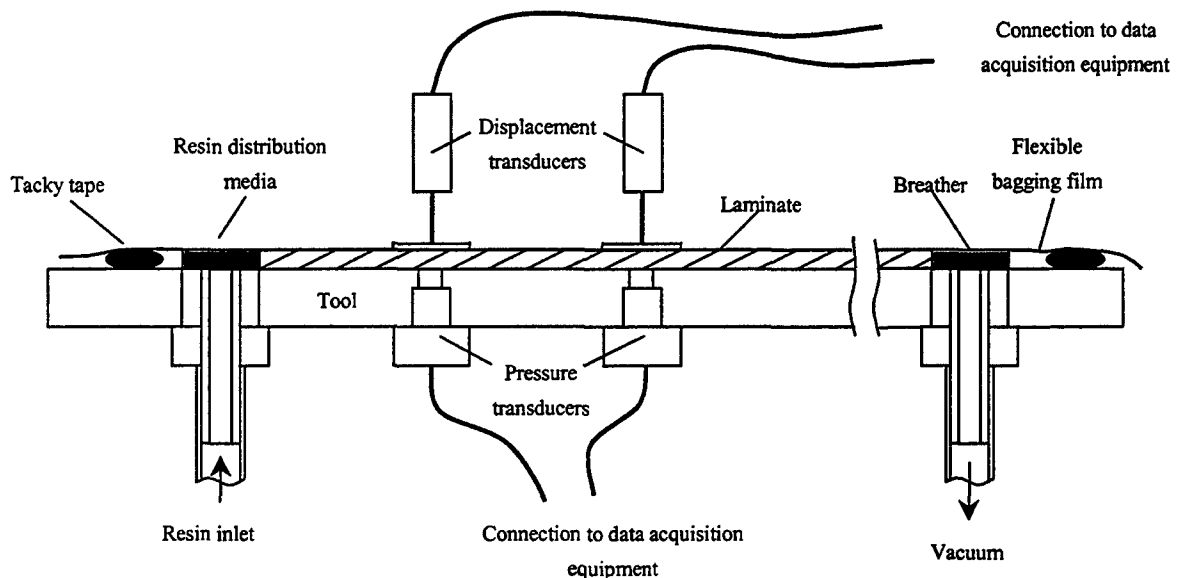 Connection to data
acquisition equipment
Displacement
transducers
Resin distribution
media
Flexible
bagging film
Tacky tape
Breather
Laminate
Tool
Pressure
transducers
Resin inlet
Connection to data acquisition
equipment
Vacuum